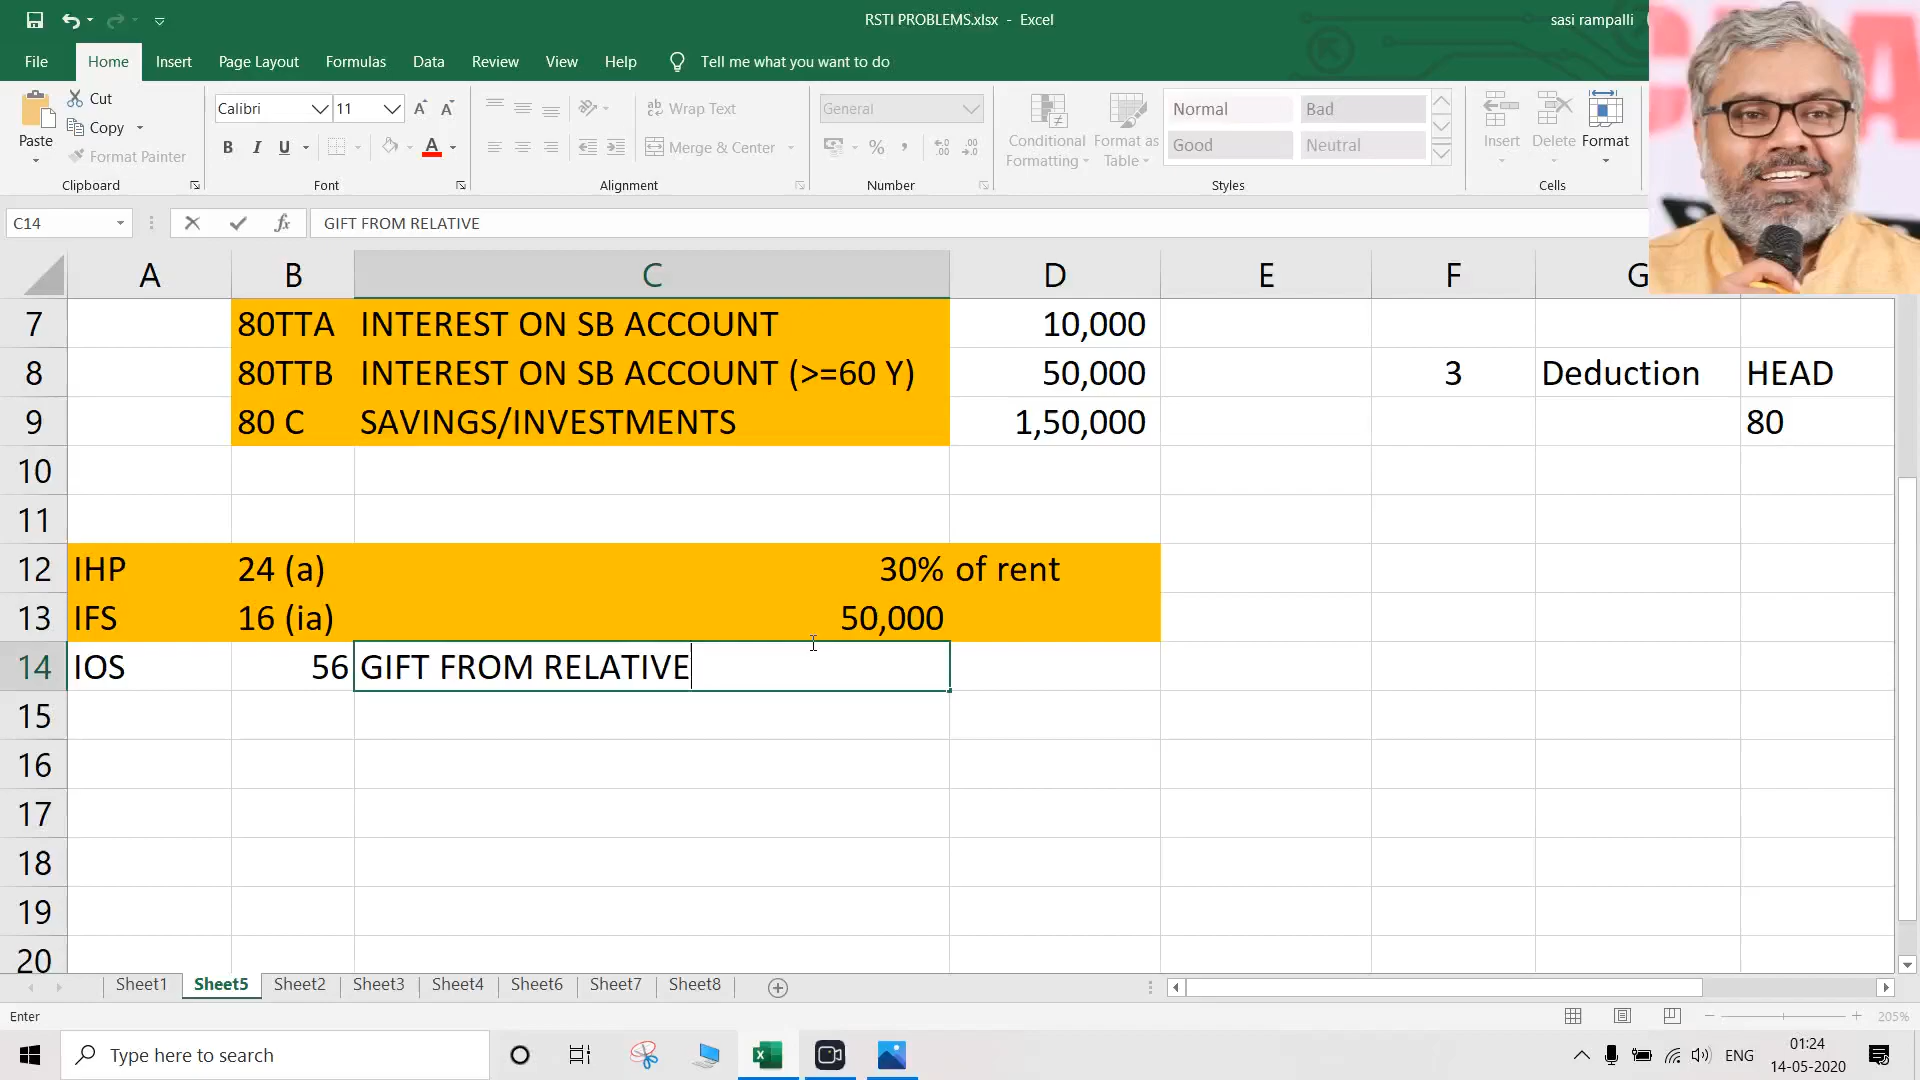 RSTI PROBLEMS.xlsx - Excel
sasi rampalli
File Home Insert Page Layout Formulas Data Review View Help Tell me what you want to do
Paste
Cut
Copy
Format Painter
Clipboard
Calibri 11
B I U
Font
Wrap Text
Merge & Center
Alignment
General
Number
Conditional Formatting
Format as Table
Normal Bad
Good Neutral
Styles
Insert Delete Format
Cells
C14 fx GIFT FROM RELATIVE
A B C D E F G
7 80TTA INTEREST ON SB ACCOUNT 10,000
8 80TTB INTEREST ON SB ACCOUNT (>=60 Y) 50,000 3 Deduction HEAD
9 80 C SAVINGS/INVESTMENTS 1,50,000 80
10
11
12 IHP 24 (a) 30% of rent
13 IFS 16 (ia) 50,000
14 IOS 56 GIFT FROM RELATIVE
15
16
17
18
19
20
Sheet1 Sheet5 Sheet2 Sheet3 Sheet4 Sheet6 Sheet7 Sheet8
Enter
205%
Type here to search
ENG
01:24
14-05-2020